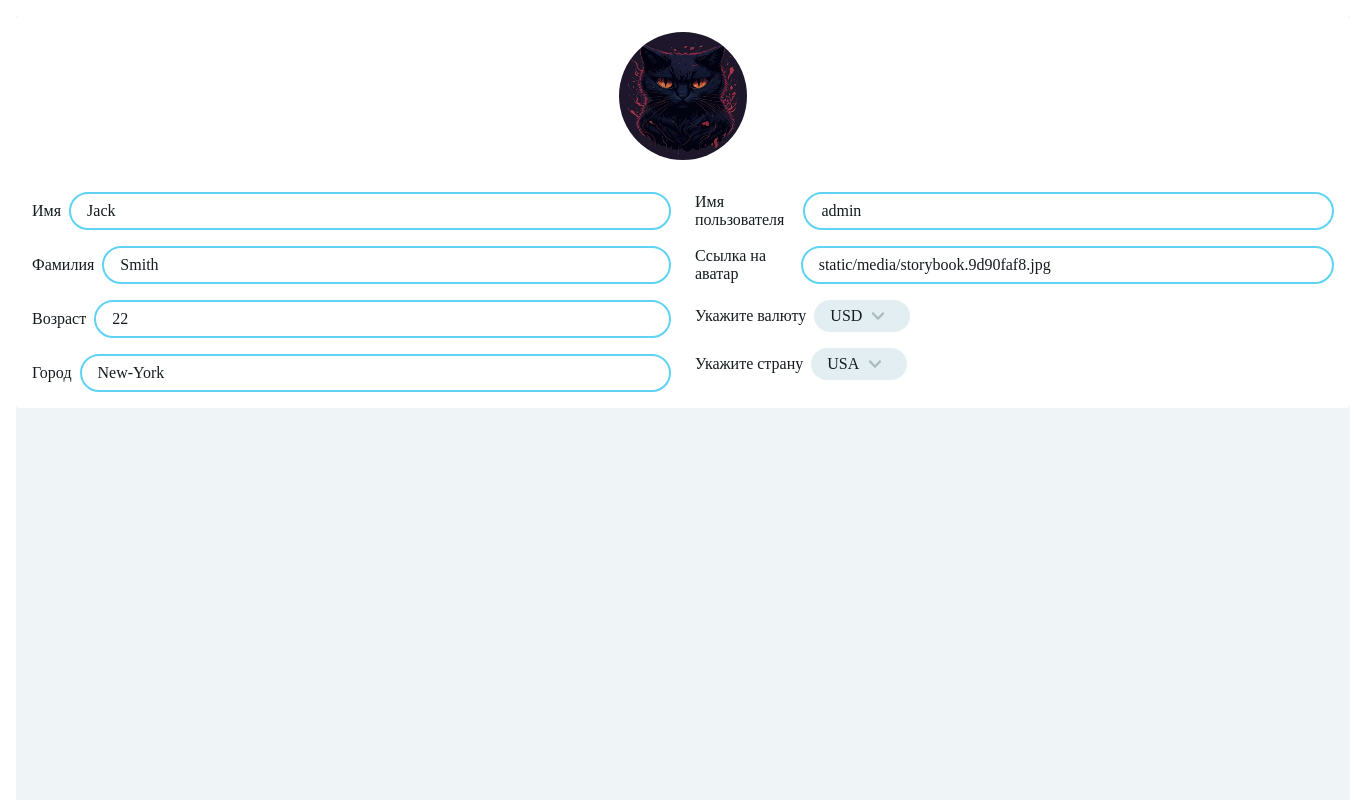 Имя
Jack
Фамилия
Smith
Возраст
22
Город
New-York
Имя
пользователя
admin
Ссылка на
аватар
static/media/storybook.9d90faf8.jpg
Укажите валюту
USD
Укажите страну
USA